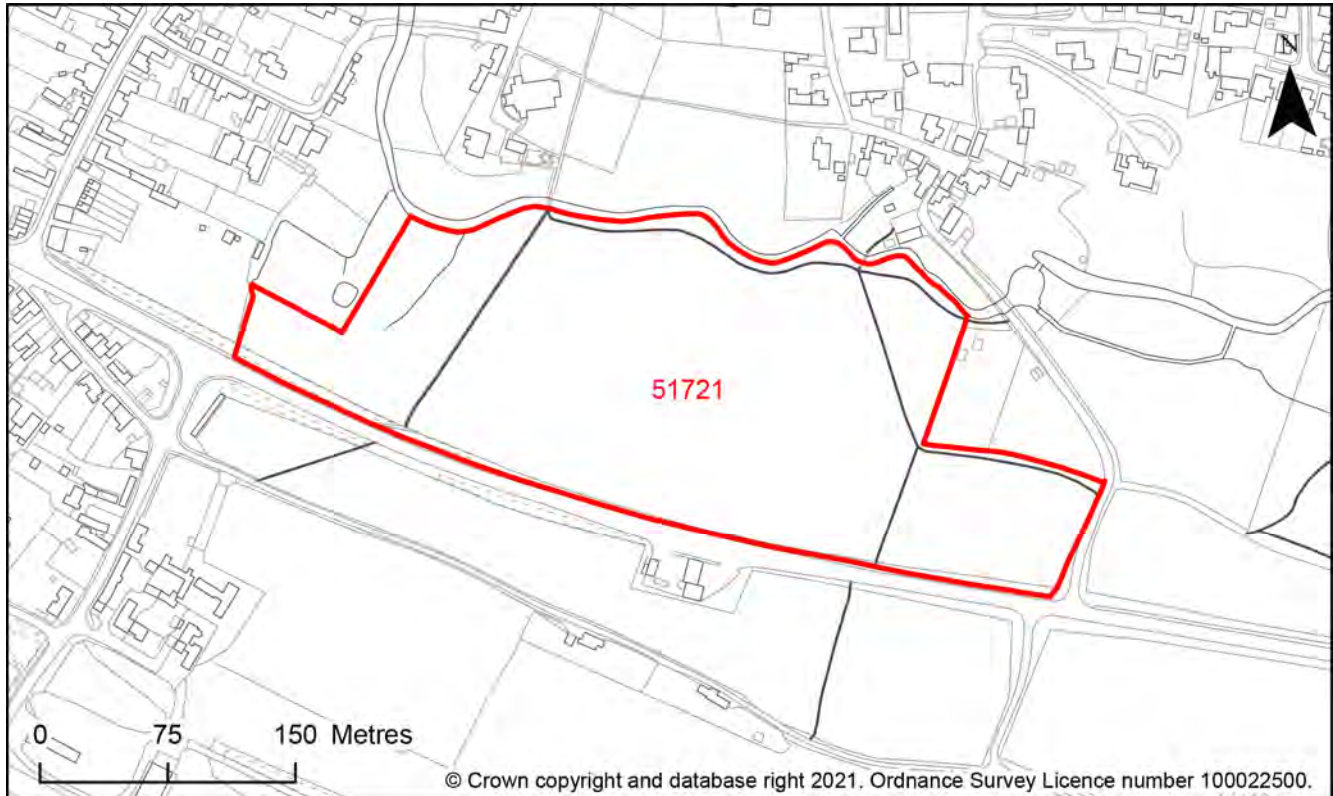 N
51721
0 75 150 Metres
© Crown copyright and database right 2021. Ordnance Survey Licence number 100022500.